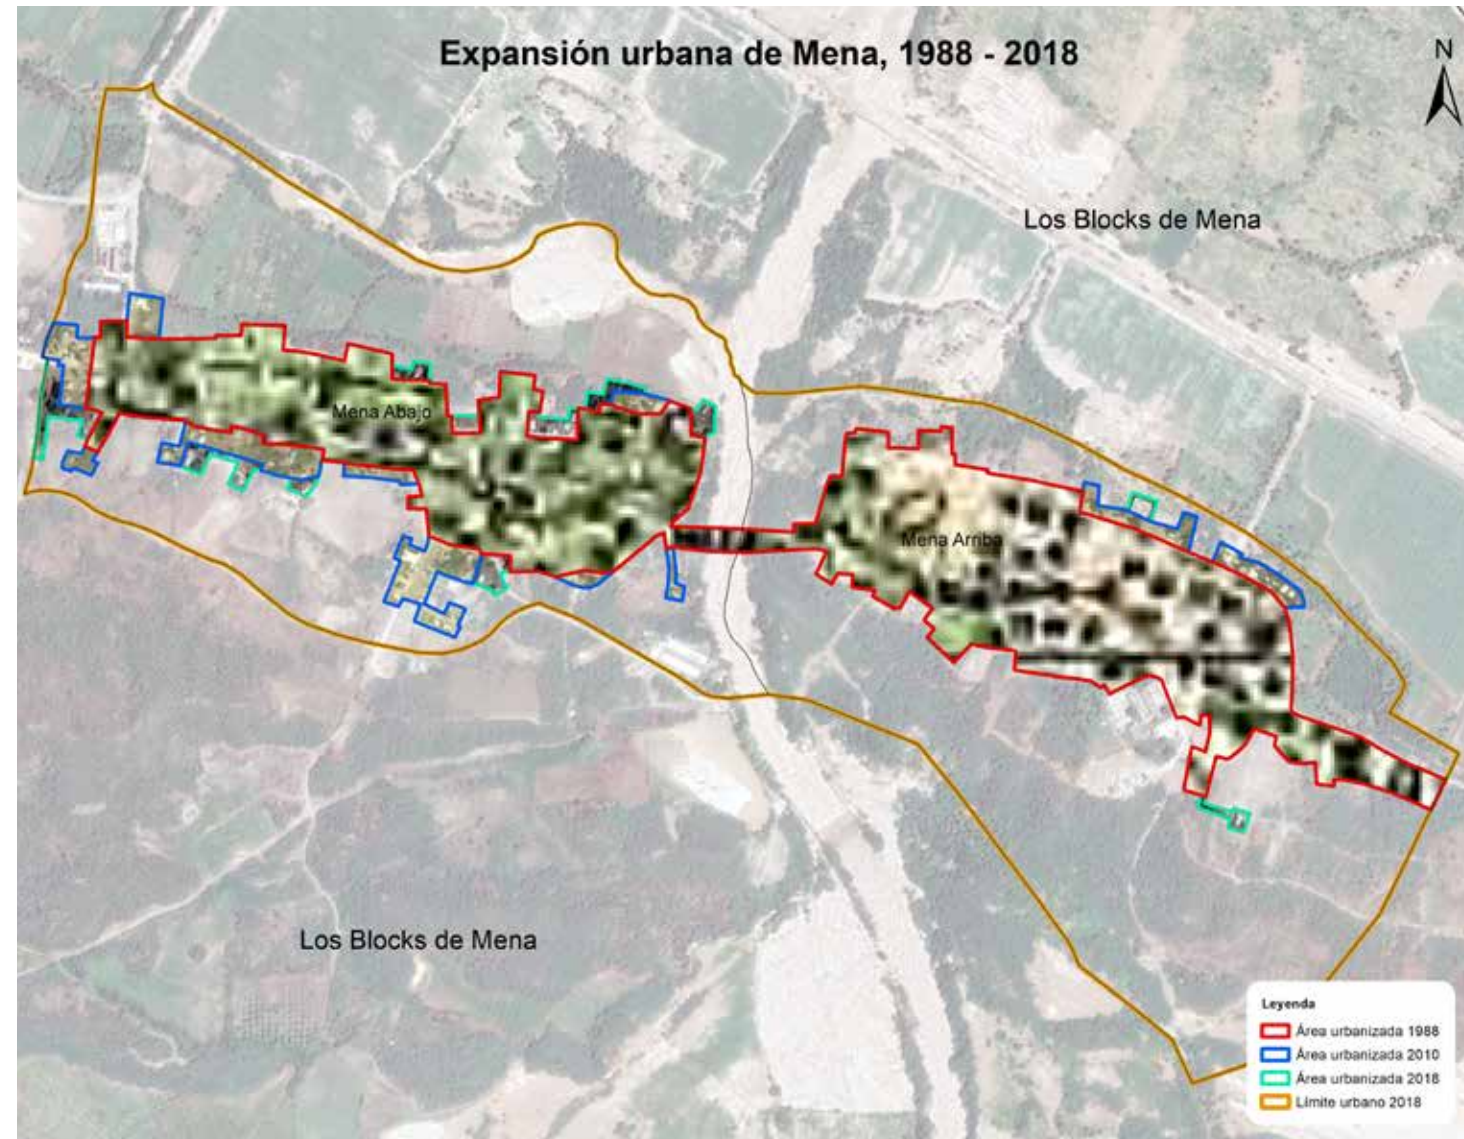 Expansión urbana de Mena, 1988 - 2018
N
Los Blocks de Mena
Mena Abajo
Mena Arriba
Los Blocks de Mena
Leyenda
Área urbanizada 1988
Área urbanizada 2010
Área urbanizada 2018
Límite urbano 2018